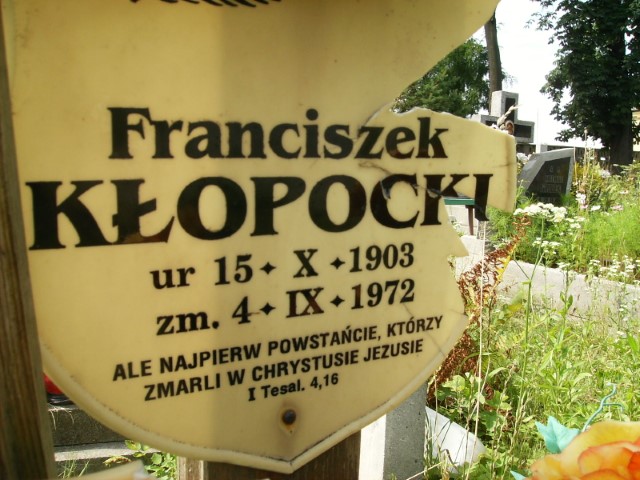 Franciszek
KŁOPOCKI
ur 15 ✦ X ✦ 1903
zm. 4 ✦ IX ✦ 1972
ALE NAJPIERW POWSTAŃCIE, KTÓRZY
ZMARLI W CHRYSTUSIE JEZUSIE
I Tesal. 4,16